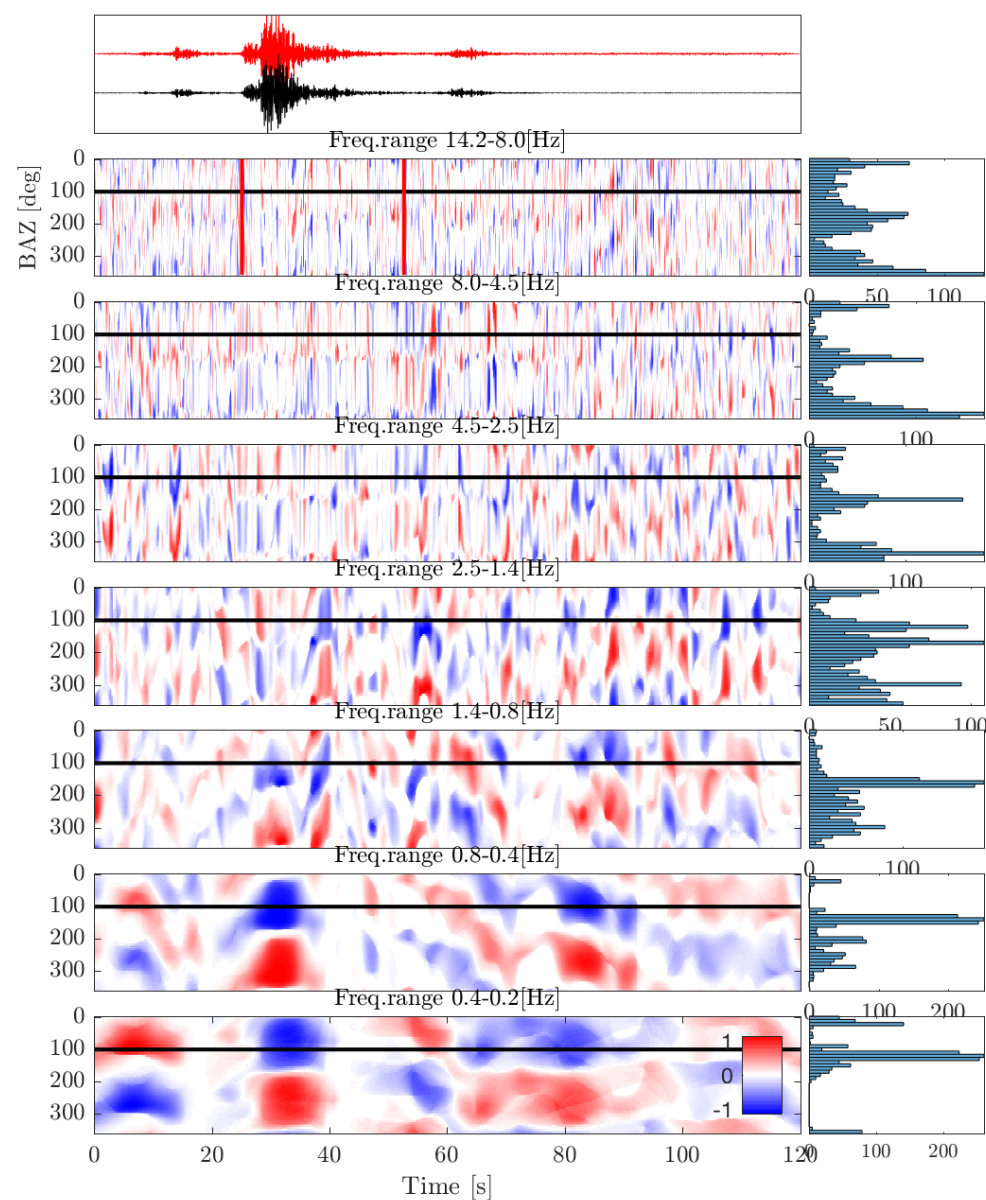 Freq.range 14.2-8.0[Hz]
BAZ [deg]
0
100
200
300
0 50 100
Freq.range 8.0-4.5[Hz]
0
100
200
300
0 100
Freq.range 4.5-2.5[Hz]
0
100
200
300
0 100
Freq.range 2.5-1.4[Hz]
0
100
200
300
0 50 100
Freq.range 1.4-0.8[Hz]
0
100
200
300
0 100
Freq.range 0.8-0.4[Hz]
0
100
200
300
0 100 200
Freq.range 0.4-0.2[Hz]
0
100
200
300
1
0
-1
0 20 40 60 80 100 120
0 100 200
Time [s]